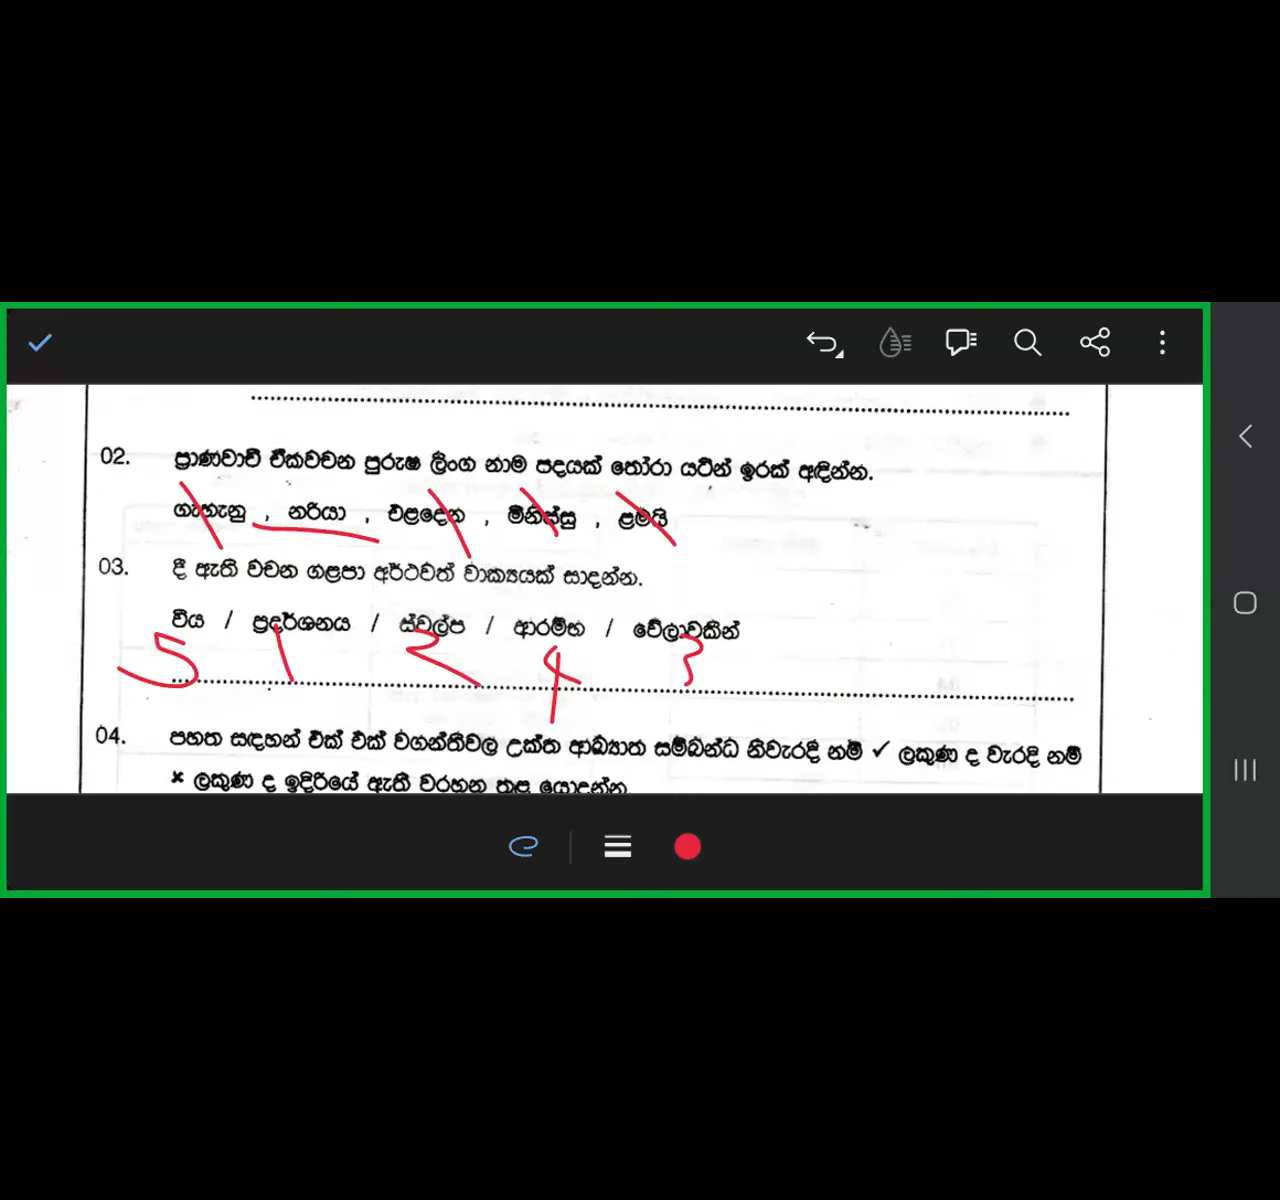 02. ප්‍රාණවාචී ඒකවචන පුරුෂ ලිංග නාම පදයක් තෝරා යටින් ඉරක් අඳින්න.
ගැහැනු , නරියා , එළදෙන , මිනිස්සු , ළමයි
03. දී ඇති වචන ගළපා අර්ථවත් වාක්‍යයක් සාදන්න.
විය / ප්‍රදර්ශනය / ස්වල්ප / ආරම්භ / වේලාවකින්
5 1 2 4 3
04. පහත සඳහන් එක් එක් වගන්තිවල උක්ත ආඛ්‍යාත සම්බන්ධ නිවැරදි නම් ✓ ලකුණ ද වැරදි නම්
× ලකුණ ද ඉදිරියේ ඇති වරහන තුළ යොදන්න